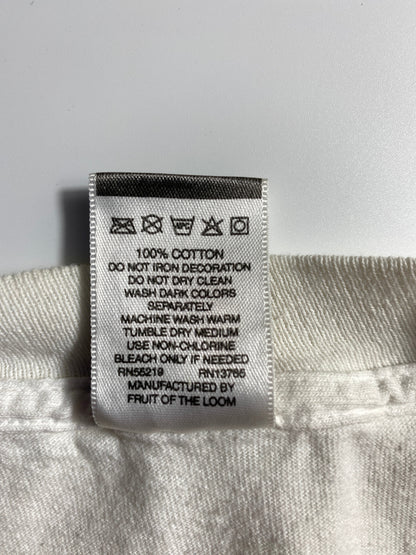 100% COTTON
DO NOT IRON DECORATION
DO NOT DRY CLEAN
WASH DARK COLORS
SEPARATELY
MACHINE WASH WARM
TUMBLE DRY MEDIUM
USE NON-CHLORINE
BLEACH ONLY IF NEEDED
RN55219 RN13765
MANUFACTURED BY
FRUIT OF THE LOOM